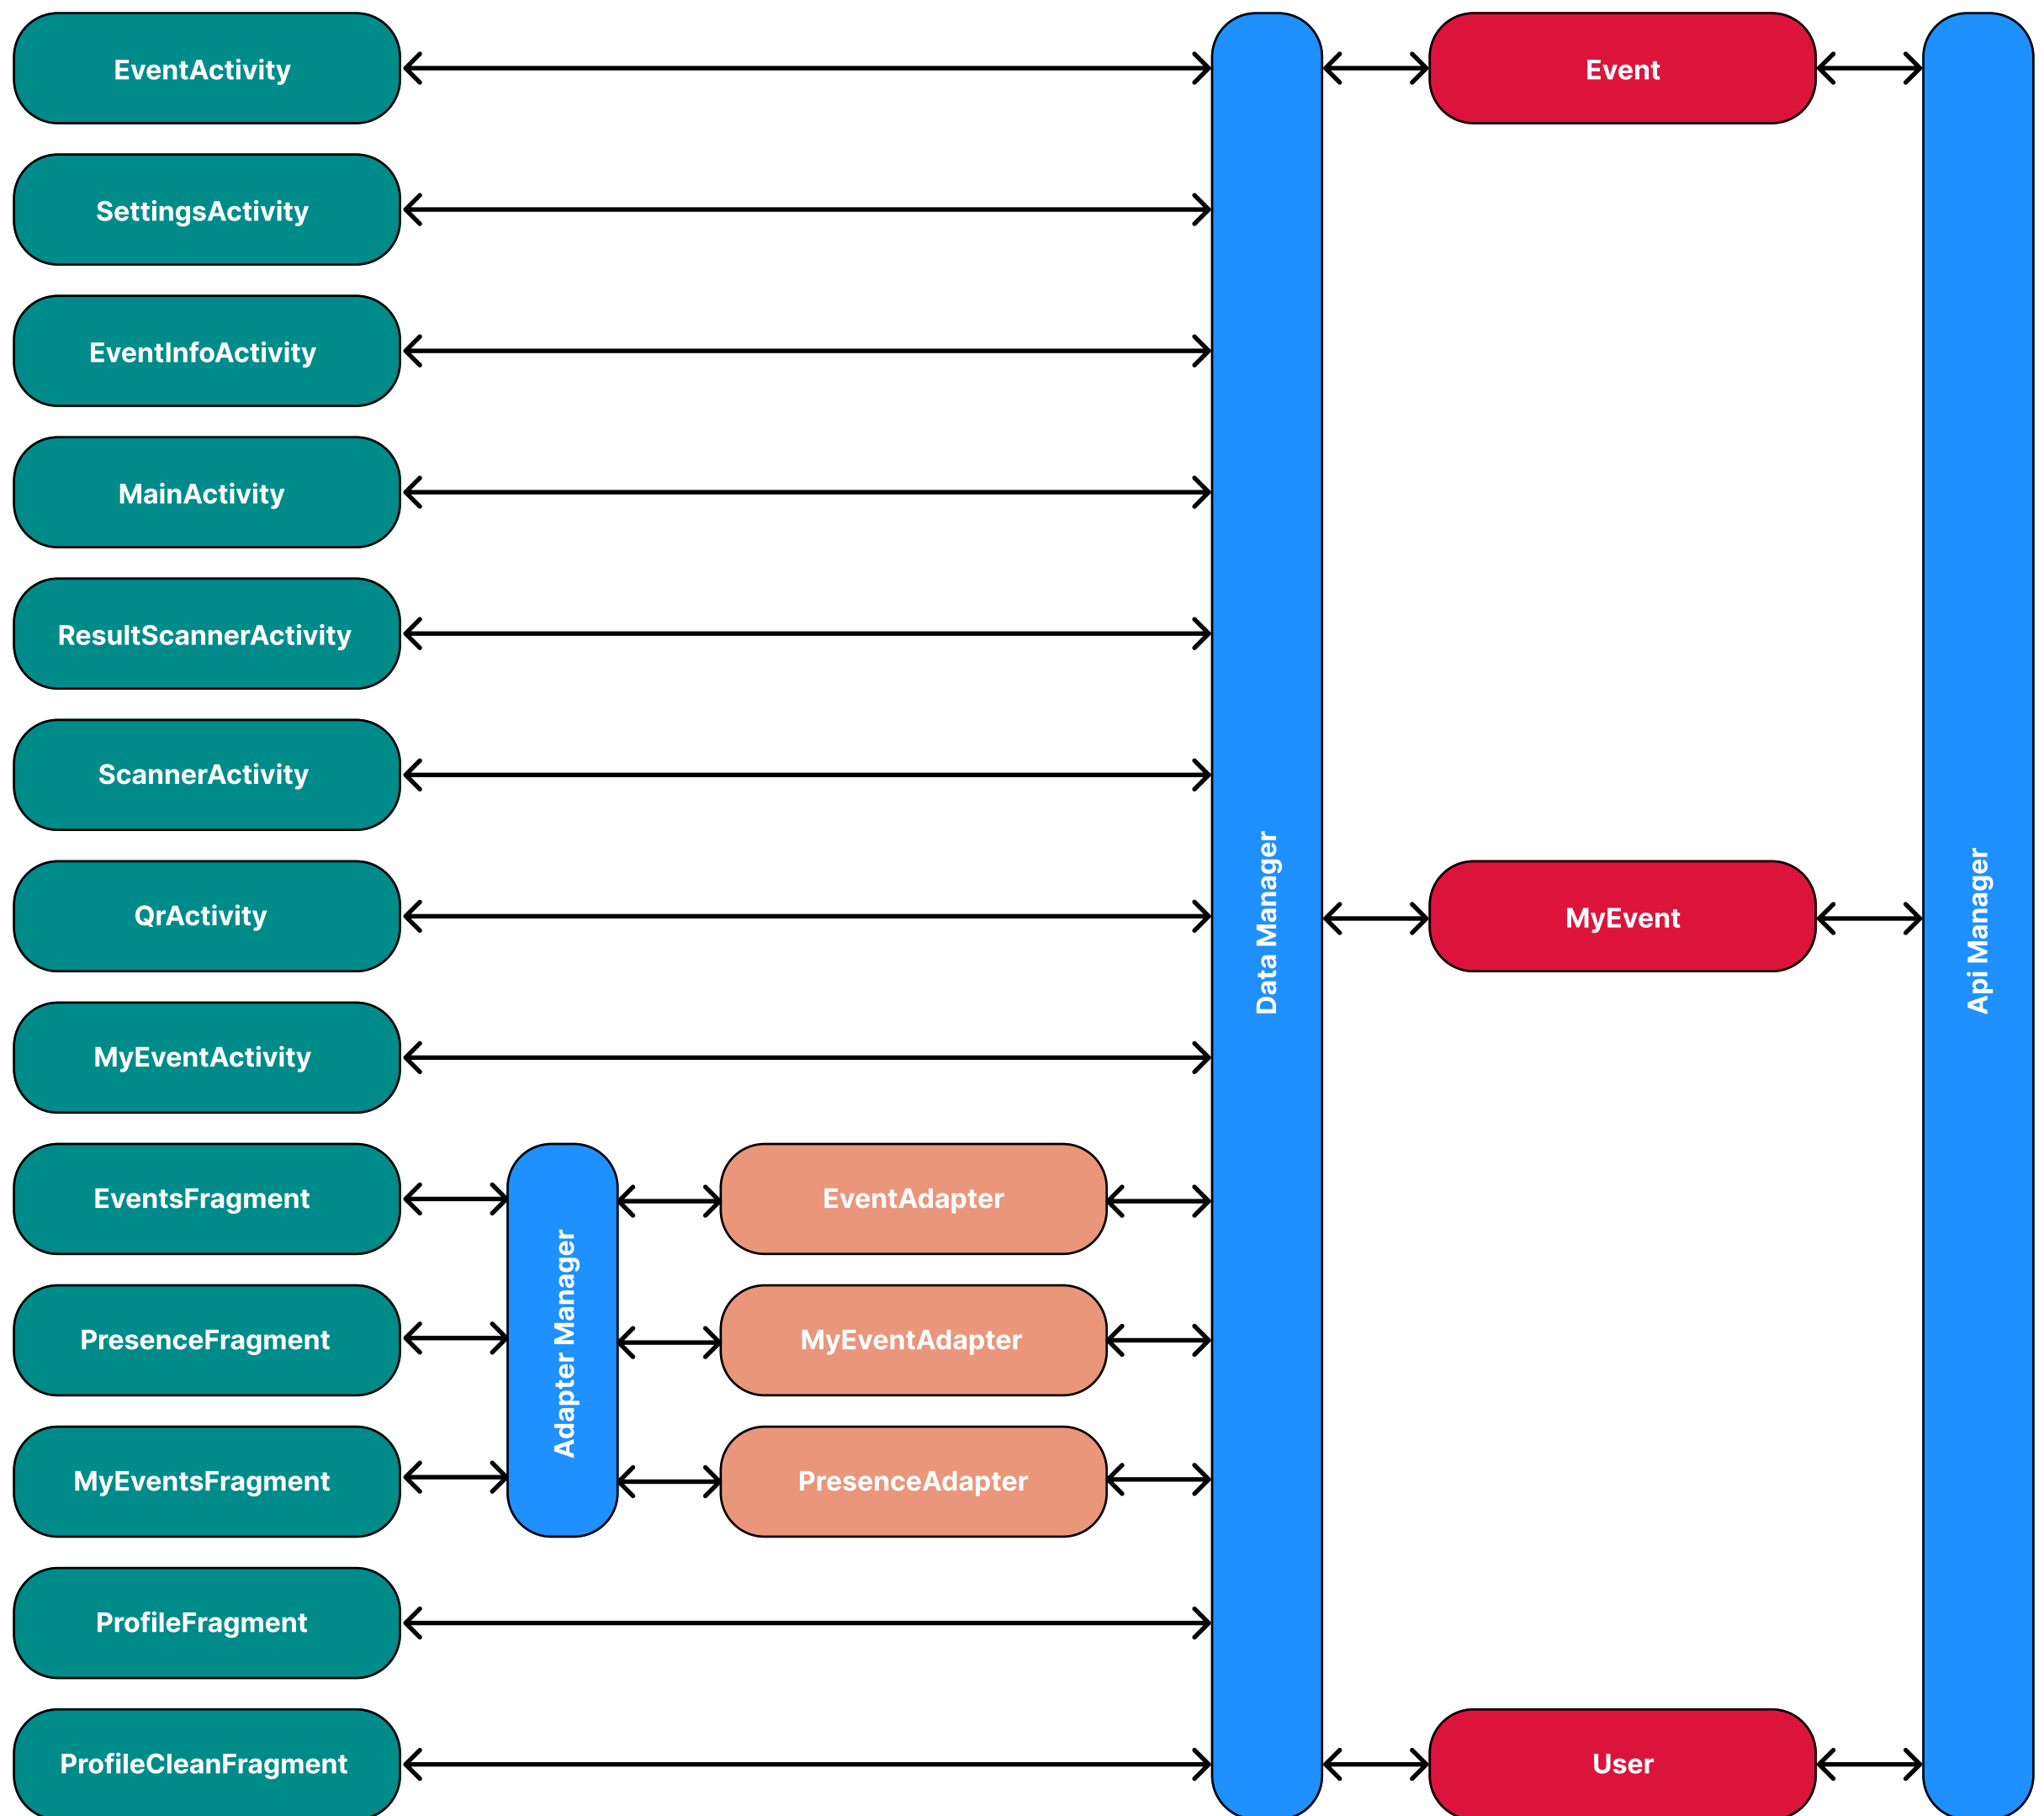 EventActivity
Event
SettingsActivity
EventInfoActivity
MainActivity
ResultScannerActivity
ScannerActivity
QrActivity
Data Manager
MyEvent
Api Manager
MyEventActivity
EventsFragment
Adapter Manager
EventAdapter
PresenceFragment
MyEventAdapter
MyEventsFragment
PresenceAdapter
ProfileFragment
ProfileCleanFragment
User